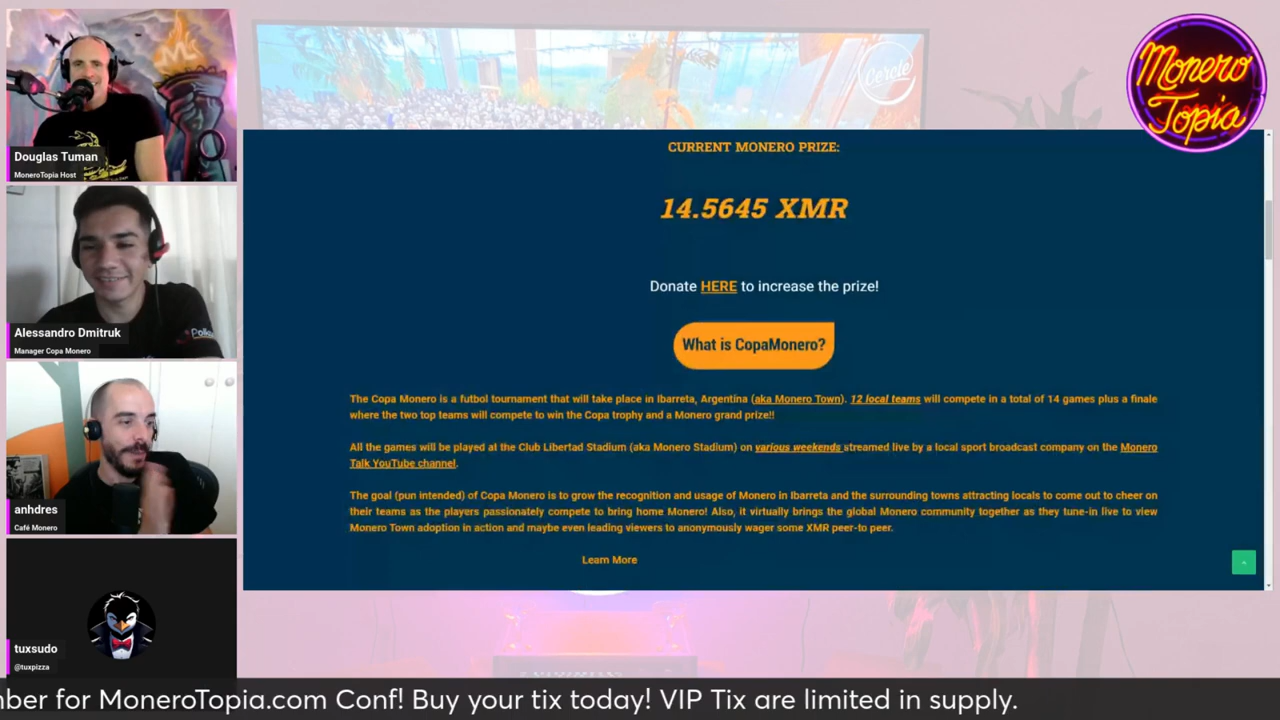 Douglas Tuman
MoneroTopia Host
Alessandro Dmitruk
Manager Copa Monero
anhdres
Café Monero
tuxsudo
@tuxpizza
Cercle
Monero
Topia
CURRENT MONERO PRIZE:
14.5645 XMR
Donate HERE to increase the prize!
What is CopaMonero?
The Copa Monero is a futbol tournament that will take place in Ibarreta, Argentína (aka Monero Town). 12 local teams will compete in a total of 14 games plus a finale
where the two top teams will compete to win the Copa trophy and a Monero grand prize!!
All the games will be played at the Club Libertad Stadium (aka Monero Stadium) on various weekends streamed live by a local sport broadcast company on the Monero
Talk YouTube channel.
The goal (pun intended) of Copa Monero is to grow the recognition and usage of Monero in Ibarreta and the surrounding towns attracting locals to come out to cheer on
their teams as the players passionately compete to bring home Monero! Also, it virtually brings the global Monero community together as they tune-in live to view
Monero Town adoption in action and maybe even leading viewers to anonymously wager some XMR peer-to peer.
Learn More
mber for MoneroTopia.com Conf! Buy your tix today! VIP Tix are limited in supply.